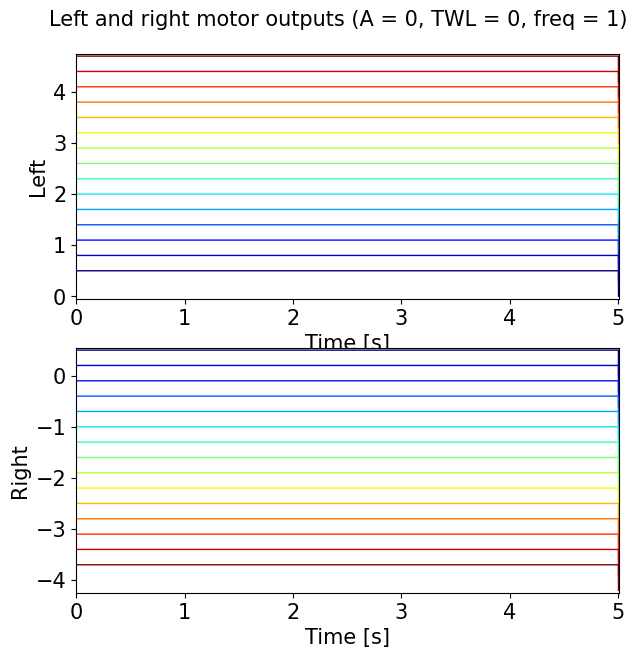 Left and right motor outputs (A = 0, TWL = 0, freq = 1)
4
3
2
1
0
Left
0 1 2 3 4 5
Time [s]
0
−1
−2
−3
−4
Right
0 1 2 3 4 5
Time [s]